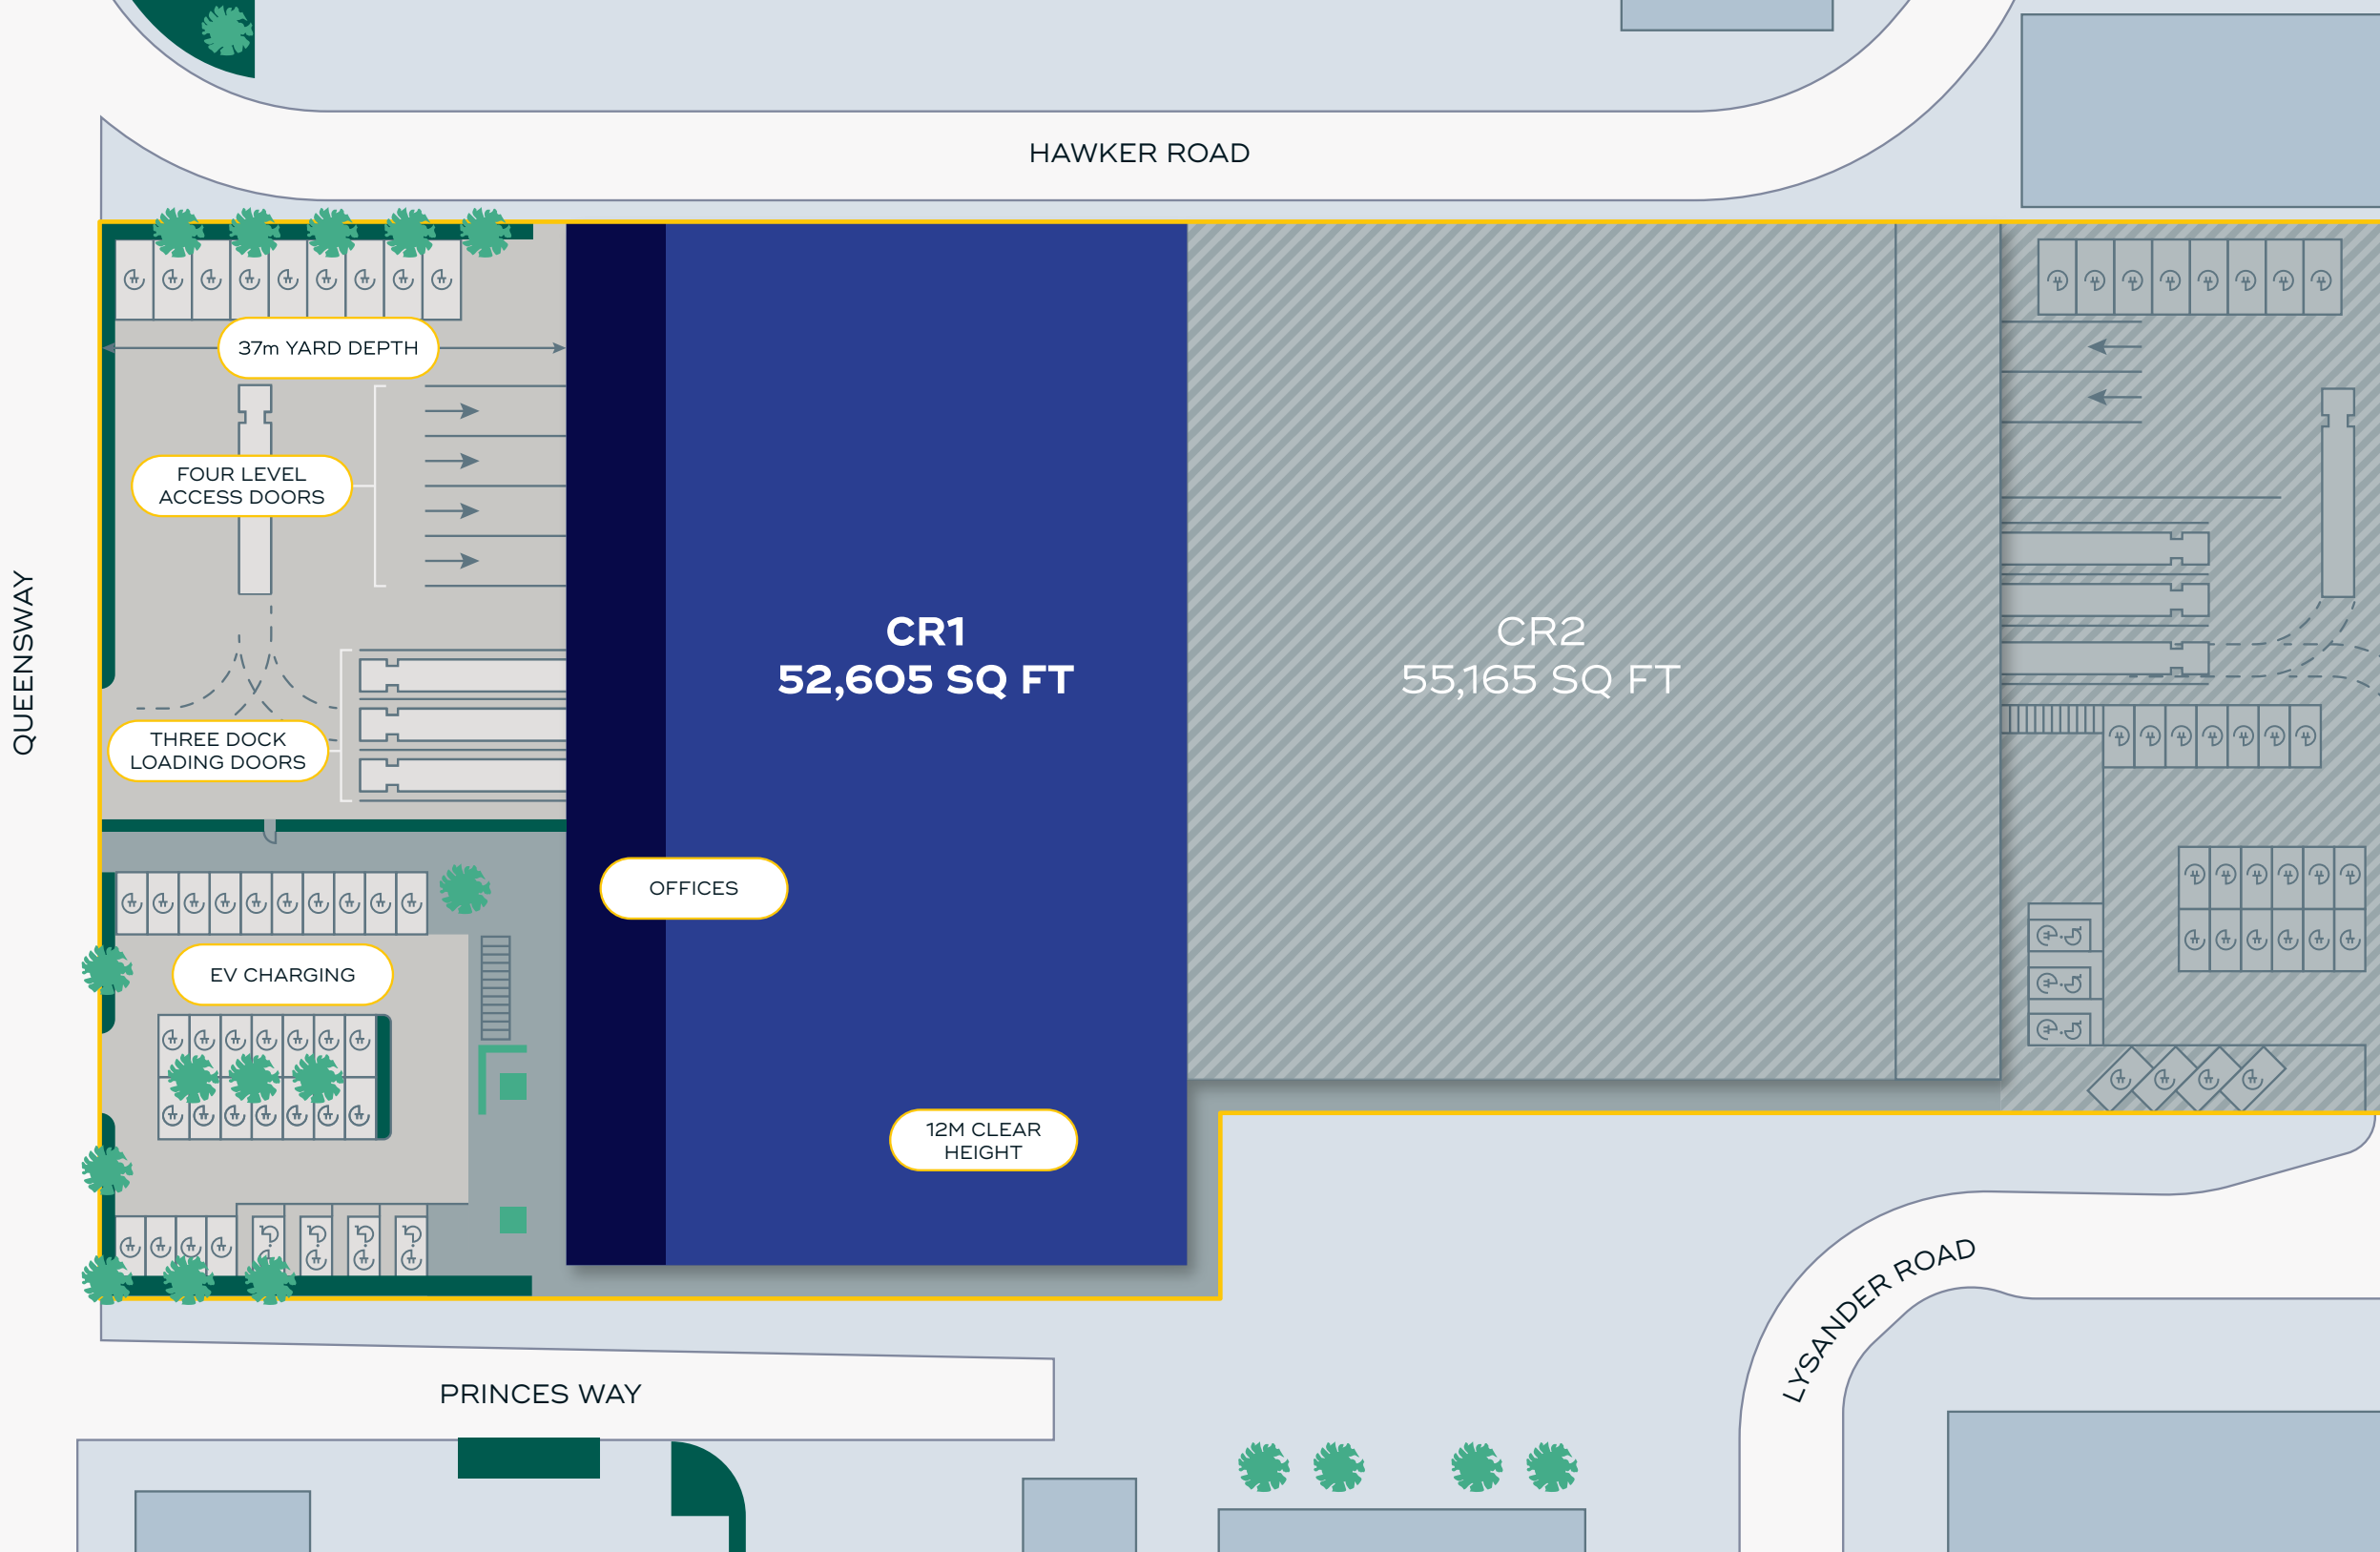 HAWKER ROAD
37m YARD DEPTH
FOUR LEVEL
ACCESS DOORS
QUEENSWAY
CR1
52,605 SQ FT
CR2
55,165 SQ FT
THREE DOCK
LOADING DOORS
OFFICES
EV CHARGING
12M CLEAR
HEIGHT
LYSANDER ROAD
PRINCES WAY